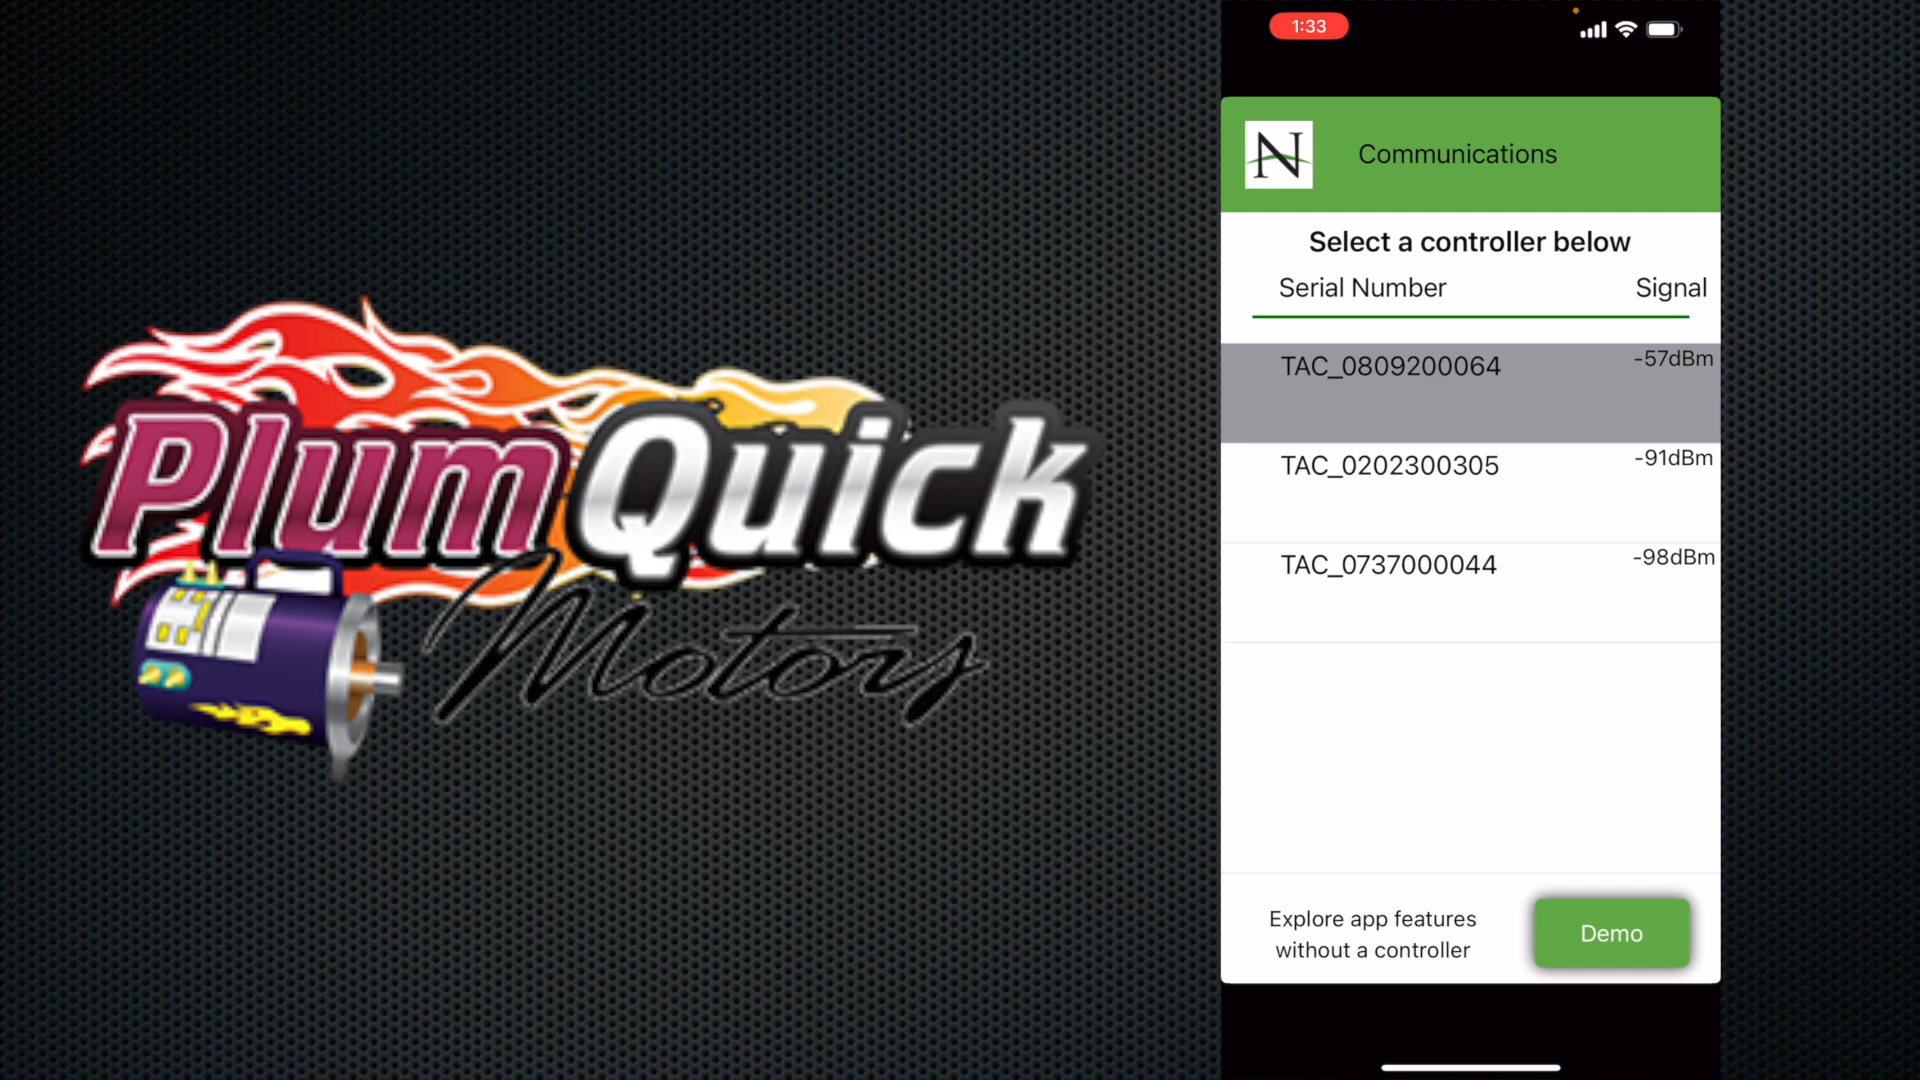 PlumQuick
Motors
1:33
N
Communications
Select a controller below
Serial Number Signal
TAC_0809200064 -57dBm
TAC_0202300305 -91dBm
TAC_0737000044 -98dBm
Explore app features
without a controller
Demo